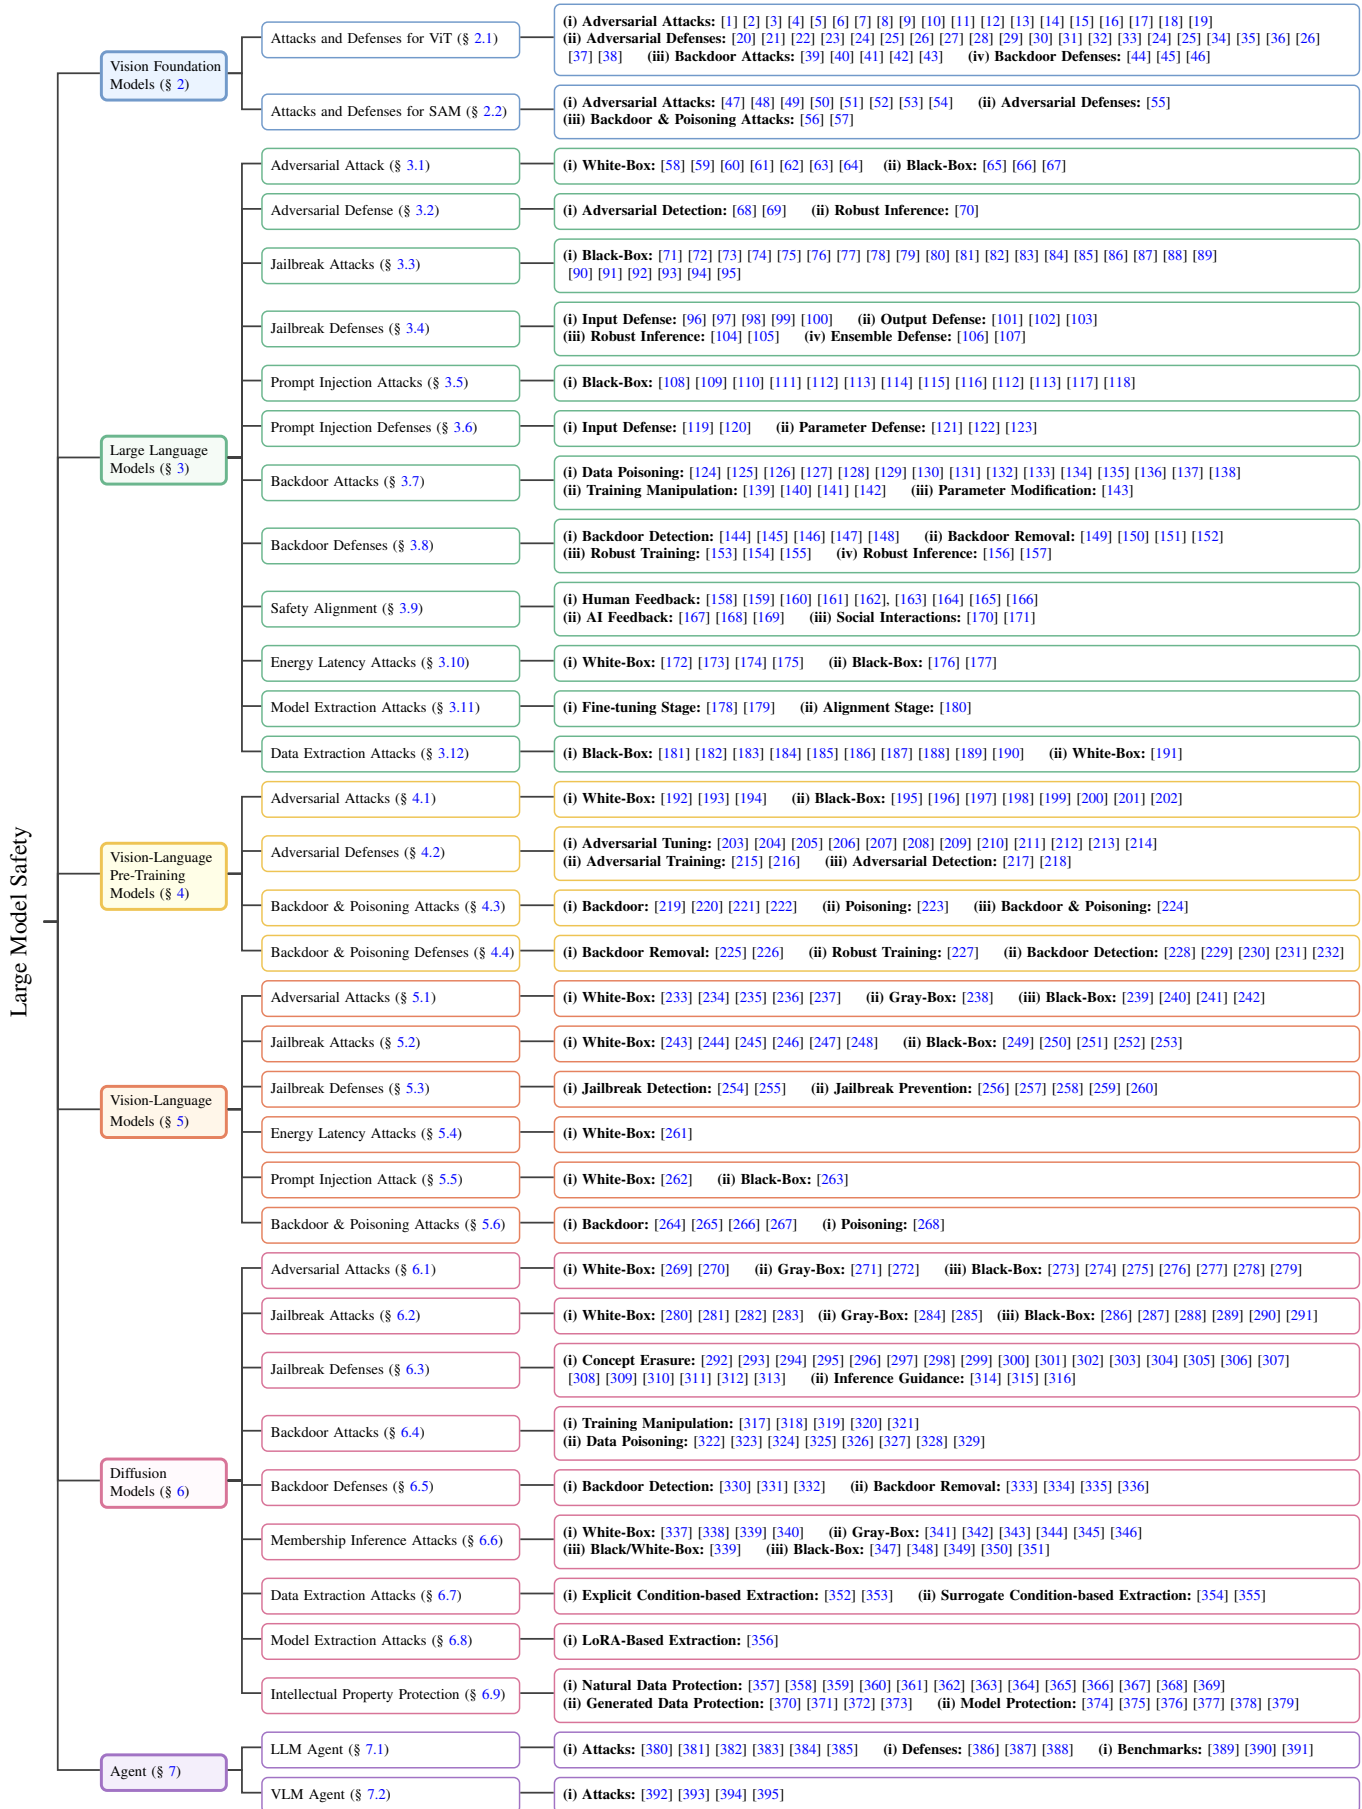 Large Model Safety
Vision Foundation
Models (§ 2)
Attacks and Defenses for ViT (§ 2.1)
(i) Adversarial Attacks: [1] [2] [3] [4] [5] [6] [7] [8] [9] [10] [11] [12] [13] [14] [15] [16] [17] [18] [19]
(ii) Adversarial Defenses: [20] [21] [22] [23] [24] [25] [26] [27] [28] [29] [30] [31] [32] [33] [24] [25] [34] [35] [36] [26]
[37] [38] (iii) Backdoor Attacks: [39] [40] [41] [42] [43] (iv) Backdoor Defenses: [44] [45] [46]
Attacks and Defenses for SAM (§ 2.2)
(i) Adversarial Attacks: [47] [48] [49] [50] [51] [52] [53] [54] (ii) Adversarial Defenses: [55]
(iii) Backdoor & Poisoning Attacks: [56] [57]
Large Language
Models (§ 3)
Adversarial Attack (§ 3.1)
(i) White-Box: [58] [59] [60] [61] [62] [63] [64] (ii) Black-Box: [65] [66] [67]
Adversarial Defense (§ 3.2)
(i) Adversarial Detection: [68] [69] (ii) Robust Inference: [70]
Jailbreak Attacks (§ 3.3)
(i) Black-Box: [71] [72] [73] [74] [75] [76] [77] [78] [79] [80] [81] [82] [83] [84] [85] [86] [87] [88] [89]
[90] [91] [92] [93] [94] [95]
Jailbreak Defenses (§ 3.4)
(i) Input Defense: [96] [97] [98] [99] [100] (ii) Output Defense: [101] [102] [103]
(iii) Robust Inference: [104] [105] (iv) Ensemble Defense: [106] [107]
Prompt Injection Attacks (§ 3.5)
(i) Black-Box: [108] [109] [110] [111] [112] [113] [114] [115] [116] [112] [113] [117] [118]
Prompt Injection Defenses (§ 3.6)
(i) Input Defense: [119] [120] (ii) Parameter Defense: [121] [122] [123]
Backdoor Attacks (§ 3.7)
(i) Data Poisoning: [124] [125] [126] [127] [128] [129] [130] [131] [132] [133] [134] [135] [136] [137] [138]
(ii) Training Manipulation: [139] [140] [141] [142] (iii) Parameter Modification: [143]
Backdoor Defenses (§ 3.8)
(i) Backdoor Detection: [144] [145] [146] [147] [148] (ii) Backdoor Removal: [149] [150] [151] [152]
(iii) Robust Training: [153] [154] [155] (iv) Robust Inference: [156] [157]
Safety Alignment (§ 3.9)
(i) Human Feedback: [158] [159] [160] [161] [162], [163] [164] [165] [166]
(ii) AI Feedback: [167] [168] [169] (iii) Social Interactions: [170] [171]
Energy Latency Attacks (§ 3.10)
(i) White-Box: [172] [173] [174] [175] (ii) Black-Box: [176] [177]
Model Extraction Attacks (§ 3.11)
(i) Fine-tuning Stage: [178] [179] (ii) Alignment Stage: [180]
Data Extraction Attacks (§ 3.12)
(i) Black-Box: [181] [182] [183] [184] [185] [186] [187] [188] [189] [190] (ii) White-Box: [191]
Vision-Language
Pre-Training
Models (§ 4)
Adversarial Attacks (§ 4.1)
(i) White-Box: [192] [193] [194] (ii) Black-Box: [195] [196] [197] [198] [199] [200] [201] [202]
Adversarial Defenses (§ 4.2)
(i) Adversarial Tuning: [203] [204] [205] [206] [207] [208] [209] [210] [211] [212] [213] [214]
(ii) Adversarial Training: [215] [216] (iii) Adversarial Detection: [217] [218]
Backdoor & Poisoning Attacks (§ 4.3)
(i) Backdoor: [219] [220] [221] [222] (ii) Poisoning: [223] (iii) Backdoor & Poisoning: [224]
Backdoor & Poisoning Defenses (§ 4.4)
(i) Backdoor Removal: [225] [226] (ii) Robust Training: [227] (ii) Backdoor Detection: [228] [229] [230] [231] [232]
Vision-Language
Models (§ 5)
Adversarial Attacks (§ 5.1)
(i) White-Box: [233] [234] [235] [236] [237] (ii) Gray-Box: [238] (iii) Black-Box: [239] [240] [241] [242]
Jailbreak Attacks (§ 5.2)
(i) White-Box: [243] [244] [245] [246] [247] [248] (ii) Black-Box: [249] [250] [251] [252] [253]
Jailbreak Defenses (§ 5.3)
(i) Jailbreak Detection: [254] [255] (ii) Jailbreak Prevention: [256] [257] [258] [259] [260]
Energy Latency Attacks (§ 5.4)
(i) White-Box: [261]
Prompt Injection Attack (§ 5.5)
(i) White-Box: [262] (ii) Black-Box: [263]
Backdoor & Poisoning Attacks (§ 5.6)
(i) Backdoor: [264] [265] [266] [267] (i) Poisoning: [268]
Diffusion
Models (§ 6)
Adversarial Attacks (§ 6.1)
(i) White-Box: [269] [270] (ii) Gray-Box: [271] [272] (iii) Black-Box: [273] [274] [275] [276] [277] [278] [279]
Jailbreak Attacks (§ 6.2)
(i) White-Box: [280] [281] [282] [283] (ii) Gray-Box: [284] [285] (iii) Black-Box: [286] [287] [288] [289] [290] [291]
Jailbreak Defenses (§ 6.3)
(i) Concept Erasure: [292] [293] [294] [295] [296] [297] [298] [299] [300] [301] [302] [303] [304] [305] [306] [307]
[308] [309] [310] [311] [312] [313] (ii) Inference Guidance: [314] [315] [316]
Backdoor Attacks (§ 6.4)
(i) Training Manipulation: [317] [318] [319] [320] [321]
(ii) Data Poisoning: [322] [323] [324] [325] [326] [327] [328] [329]
Backdoor Defenses (§ 6.5)
(i) Backdoor Detection: [330] [331] [332] (ii) Backdoor Removal: [333] [334] [335] [336]
Membership Inference Attacks (§ 6.6)
(i) White-Box: [337] [338] [339] [340] (ii) Gray-Box: [341] [342] [343] [344] [345] [346]
(iii) Black/White-Box: [339] (iii) Black-Box: [347] [348] [349] [350] [351]
Data Extraction Attacks (§ 6.7)
(i) Explicit Condition-based Extraction: [352] [353] (ii) Surrogate Condition-based Extraction: [354] [355]
Model Extraction Attacks (§ 6.8)
(i) LoRA-Based Extraction: [356]
Intellectual Property Protection (§ 6.9)
(i) Natural Data Protection: [357] [358] [359] [360] [361] [362] [363] [364] [365] [366] [367] [368] [369]
(ii) Generated Data Protection: [370] [371] [372] [373] (ii) Model Protection: [374] [375] [376] [377] [378] [379]
Agent (§ 7)
LLM Agent (§ 7.1)
(i) Attacks: [380] [381] [382] [383] [384] [385] (i) Defenses: [386] [387] [388] (i) Benchmarks: [389] [390] [391]
VLM Agent (§ 7.2)
(i) Attacks: [392] [393] [394] [395]